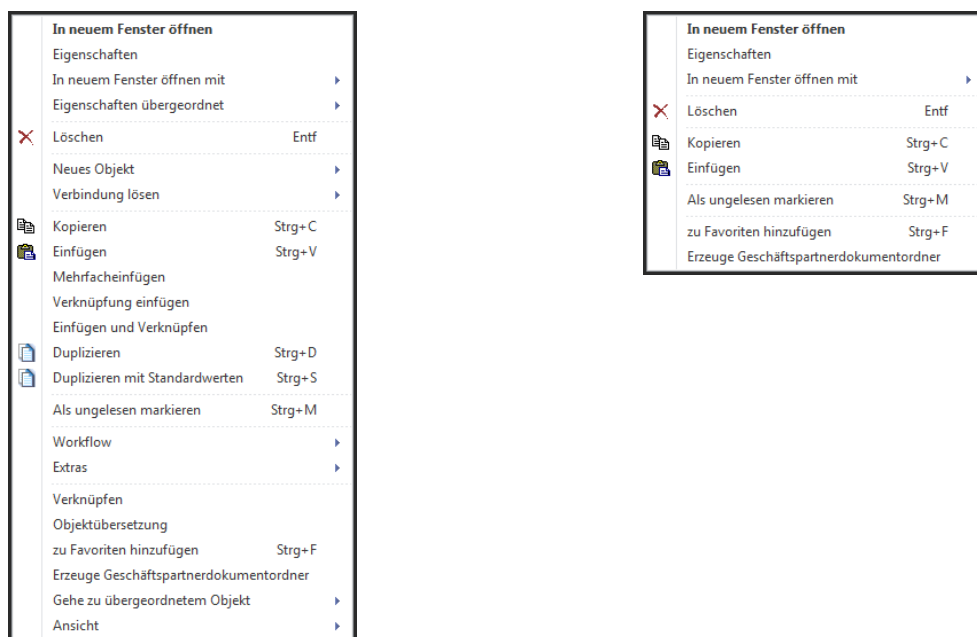 In neuem Fenster öffnen
Eigenschaften
In neuem Fenster öffnen mit
Eigenschaften übergeordnet
Löschen Entf
Neues Objekt
Verbindung lösen
Kopieren Strg+C
Einfügen Strg+V
Mehrfacheinfügen
Verknüpfung einfügen
Einfügen und Verknüpfen
Duplizieren Strg+D
Duplizieren mit Standardwerten Strg+S
Als ungelesen markieren Strg+M
Workflow
Extras
Verknüpfen
Objektübersetzung
zu Favoriten hinzufügen Strg+F
Erzeuge Geschäftspartnerdokumentordner
Gehe zu übergeordnetem Objekt
Ansicht
In neuem Fenster öffnen
Eigenschaften
In neuem Fenster öffnen mit
Löschen Entf
Kopieren Strg+C
Einfügen Strg+V
Als ungelesen markieren Strg+M
zu Favoriten hinzufügen Strg+F
Erzeuge Geschäftspartnerdokumentordner